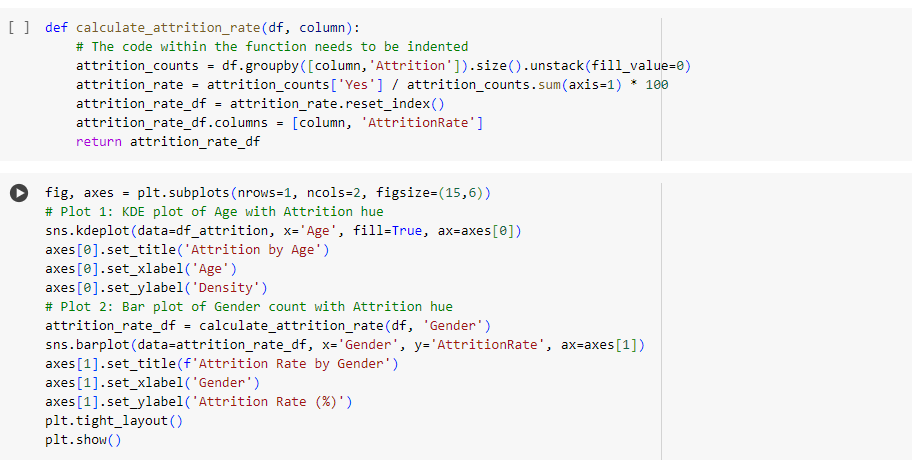 [ ] def calculate_attrition_rate(df, column):
# The code within the function needs to be indented
attrition_counts = df.groupby([column,'Attrition']).size().unstack(fill_value=0)
attrition_rate = attrition_counts['Yes'] / attrition_counts.sum(axis=1) * 100
attrition_rate_df = attrition_rate.reset_index()
attrition_rate_df.columns = [column, 'AttritionRate']
return attrition_rate_df
fig, axes = plt.subplots(nrows=1, ncols=2, figsize=(15,6))
# Plot 1: KDE plot of Age with Attrition hue
sns.kdeplot(data=df_attrition, x='Age', fill=True, ax=axes[0])
axes[0].set_title('Attrition by Age')
axes[0].set_xlabel('Age')
axes[0].set_ylabel('Density')
# Plot 2: Bar plot of Gender count with Attrition hue
attrition_rate_df = calculate_attrition_rate(df, 'Gender')
sns.barplot(data=attrition_rate_df, x='Gender', y='AttritionRate', ax=axes[1])
axes[1].set_title(f'Attrition Rate by Gender')
axes[1].set_xlabel('Gender')
axes[1].set_ylabel('Attrition Rate (%)')
plt.tight_layout()
plt.show()